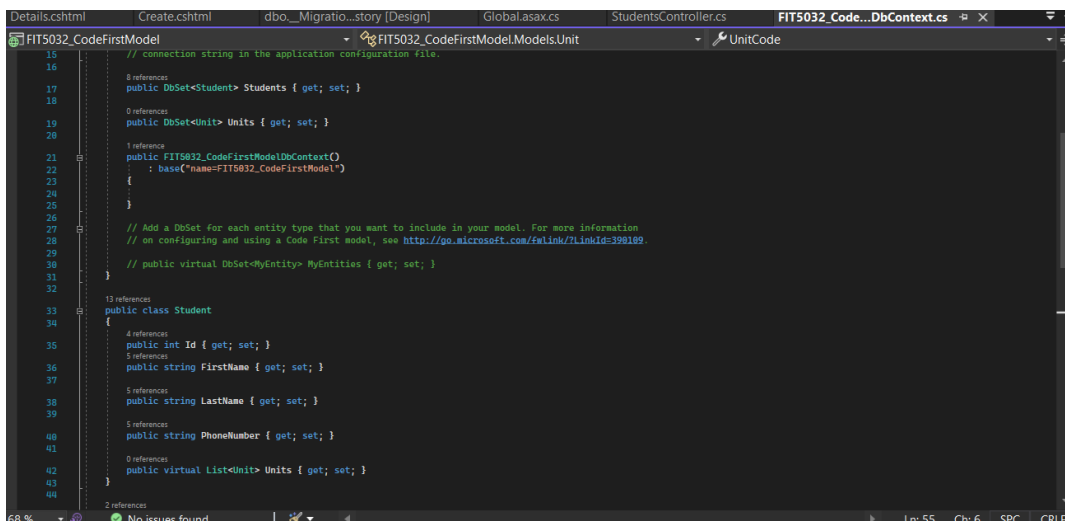 Details.cshtml Create.cshtml dbo.__Migratio...story [Design] Global.asax.cs StudentsController.cs FIT5032_Code...DbContext.cs
FIT5032_CodeFirstModel FIT5032_CodeFirstModel.Models.Unit UnitCode
15 // connection string in the application configuration file.
16
8 references
17 public DbSet<Student> Students { get; set; }
18
0 references
19 public DbSet<Unit> Units { get; set; }
20
1 reference
21 public FIT5032_CodeFirstModelDbContext()
22 : base("name=FIT5032_CodeFirstModel")
23 {
24
25 }
26
27 // Add a DbSet for each entity type that you want to include in your model. For more information
28 // on configuring and using a Code First model, see http://go.microsoft.com/fwlink/?LinkId=390109.
29
30 // public virtual DbSet<MyEntity> MyEntities { get; set; }
31 }
32
13 references
33 public class Student
34 {
4 references
35 public int Id { get; set; }
5 references
36 public string FirstName { get; set; }
37
5 references
38 public string LastName { get; set; }
39
5 references
40 public string PhoneNumber { get; set; }
41
0 references
42 public virtual List<Unit> Units { get; set; }
43 }
44
2 references
68 % No issues found Ln: 55 Ch: 6 SPC CRLF